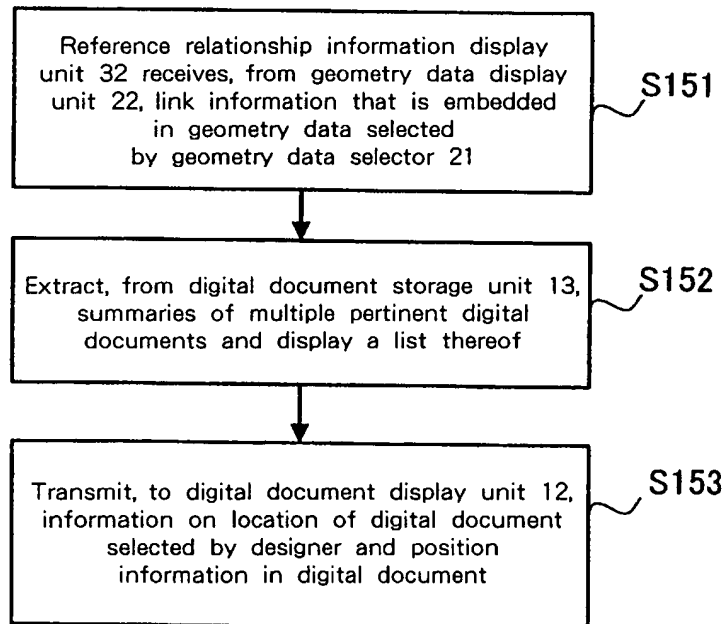 Reference relationship information display
unit 32 receives, from geometry data display
unit 22, link information that is embedded
in geometry data selected
by geometry data selector 21
S151
Extract, from digital document storage unit 13,
summaries of multiple pertinent digital
documents and display a list thereof
S152
Transmit, to digital document display unit 12,
information on location of digital document
selected by designer and position
information in digital document
S153